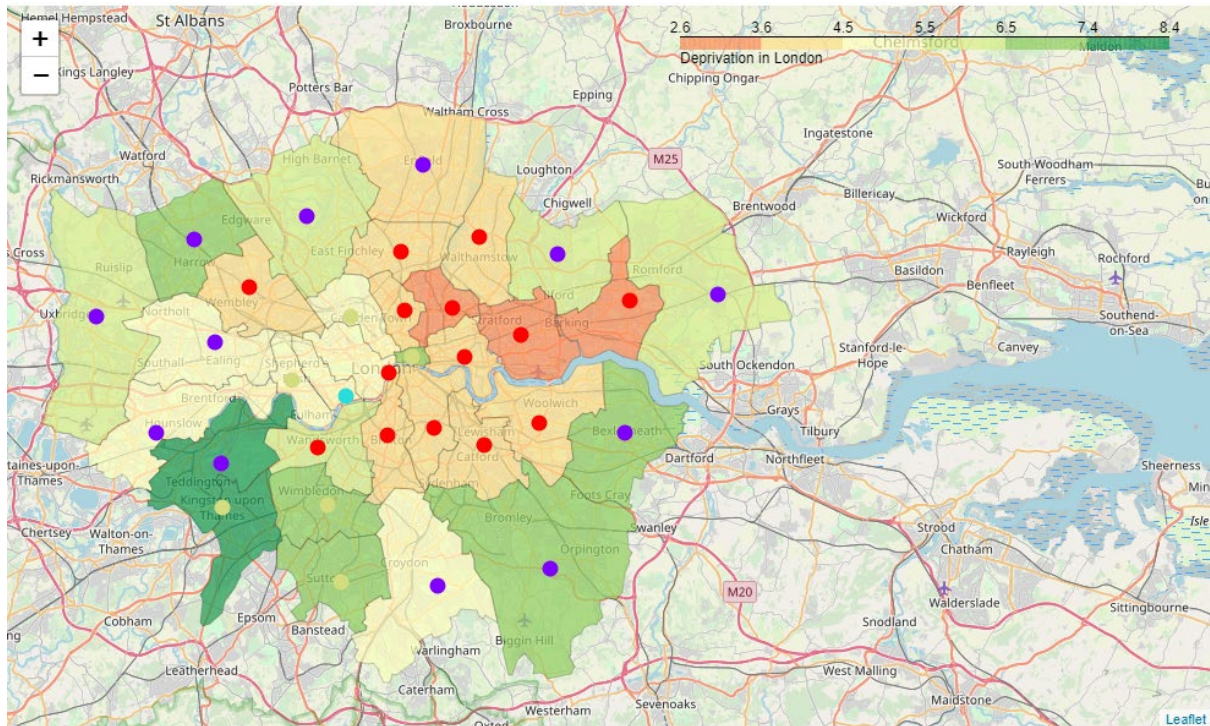 Hemel Hempstead
St Albans
Broxbourne
+
−
Kings Langley
Potters Bar
Waltham Cross
Epping
2.6 3.6 4.5 5.5 6.5 7.4 8.4
Chelmsford
Maldon
Deprivation in London
Chipping Ongar
Ingatestone
Watford
High Barnet
Enfield
Loughton
M25
South Woodham
Ferrers
Rickmansworth
Chigwell
Brentwood
Billericay
Wickford
Edgware
Harrow
East Finchley
Walthamstow
Romford
Rayleigh
Rochford
Ruislip
Basildon
Benfleet
Wembley
Ilford
Southend-
on-Sea
Uxbridge
Northolt
Camden Town
Stratford
Barking
Canvey
Southall
Ealing
Shepherd's
London
South Ockendon
Stanford-le-
Hope
Brentford
Fulham
Woolwich
Grays
Tilbury
Hounslow
Wandsworth
Brixton
Lewisham
Catford
Bexleyheath
Dartford
Northfleet
Staines-upon-
Thames
Teddington
Sheerness
Kingston upon
Thames
Wimbledon
Sydenham
Foots Cray
Chertsey
Walton-on-
Thames
Bromley
Swanley
Strood
Isle
Chatham
Croydon
Orpington
Sutton
M20
Walderslade
Sittingbourne
Cobham
Epsom
Banstead
Biggin Hill
Snodland
Warlingham
Leatherhead
West Malling
Caterham
Sevenoaks
Maidstone
Westerham
Oxted
Leaflet